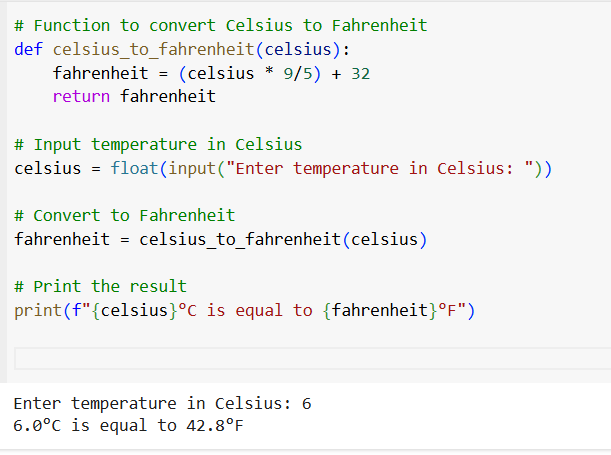 # Function to convert Celsius to Fahrenheit
def celsius_to_fahrenheit(celsius):
    fahrenheit = (celsius * 9/5) + 32
    return fahrenheit
# Input temperature in Celsius
celsius = float(input("Enter temperature in Celsius: "))
# Convert to Fahrenheit
fahrenheit = celsius_to_fahrenheit(celsius)
# Print the result
print(f"{celsius}°C is equal to {fahrenheit}°F")
Enter temperature in Celsius: 6
6.0°C is equal to 42.8°F